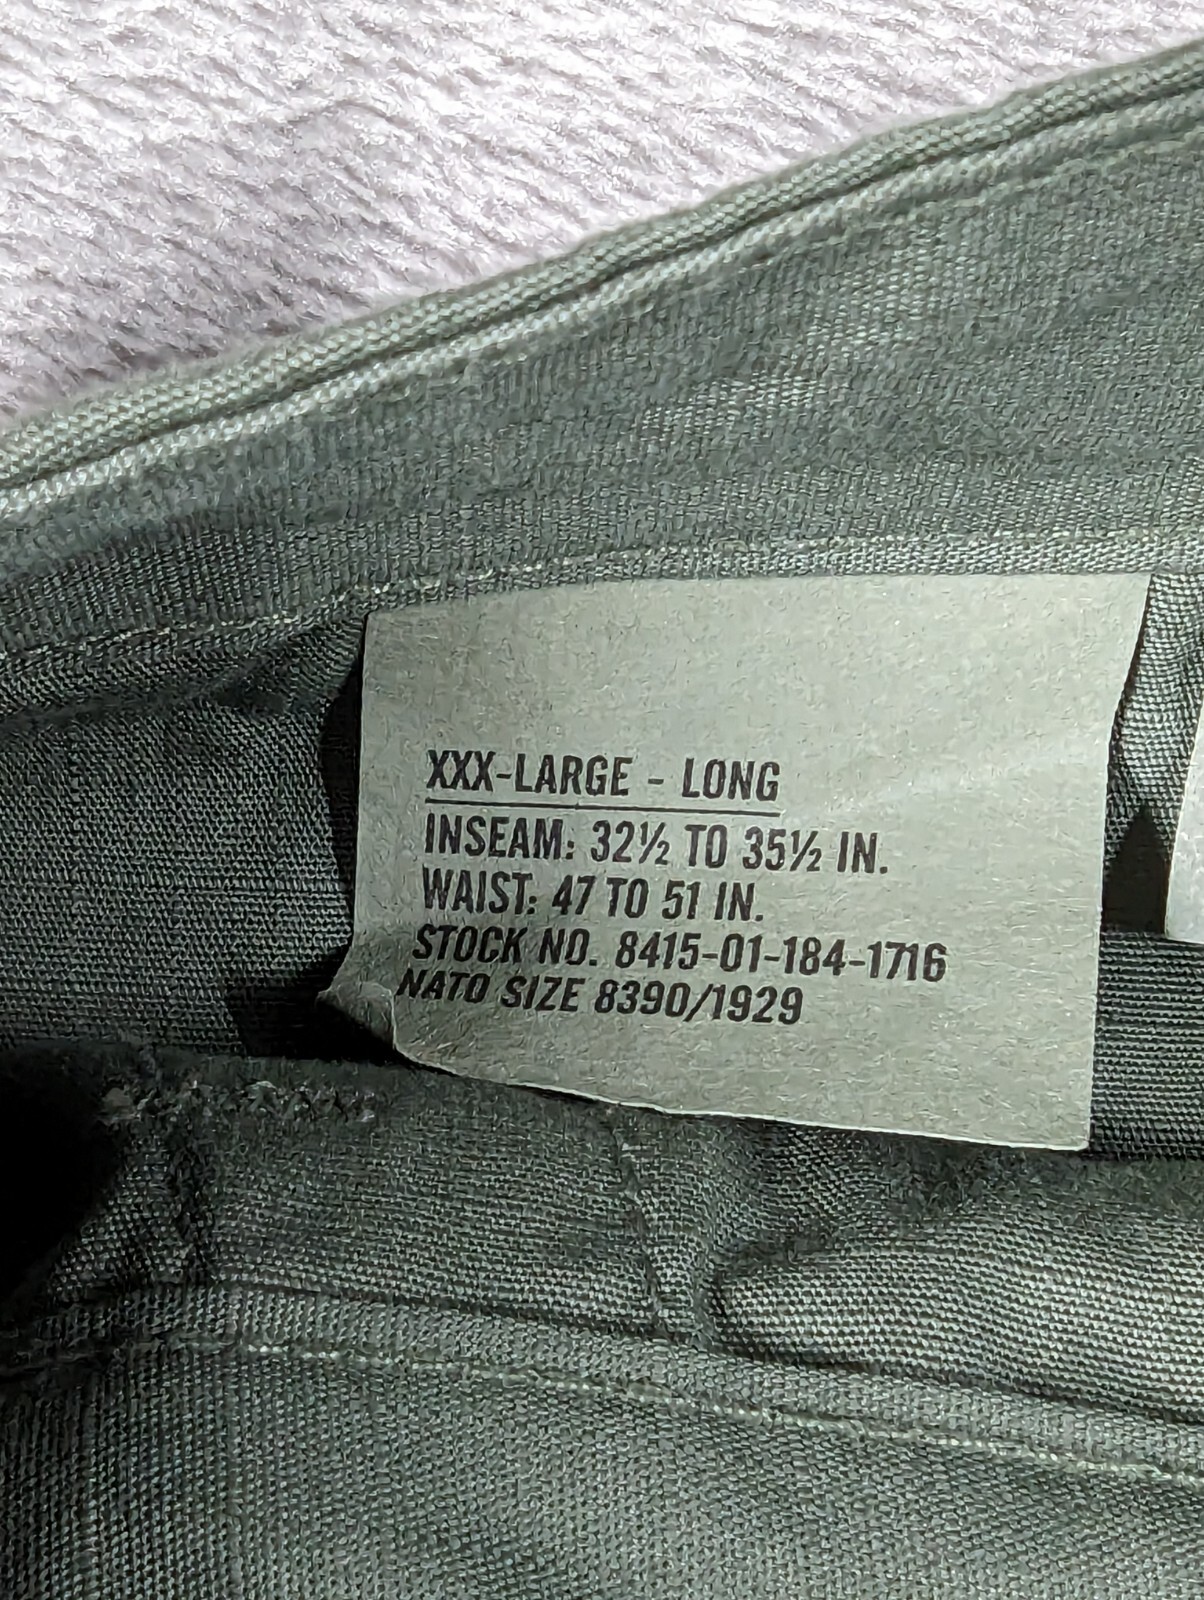 XXX-LARGE - LONG
INSEAM: 32½ TO 35½ IN.
WAIST: 47 TO 51 IN.
STOCK NO. 8415-01-184-1716
NATO SIZE 8390/1929